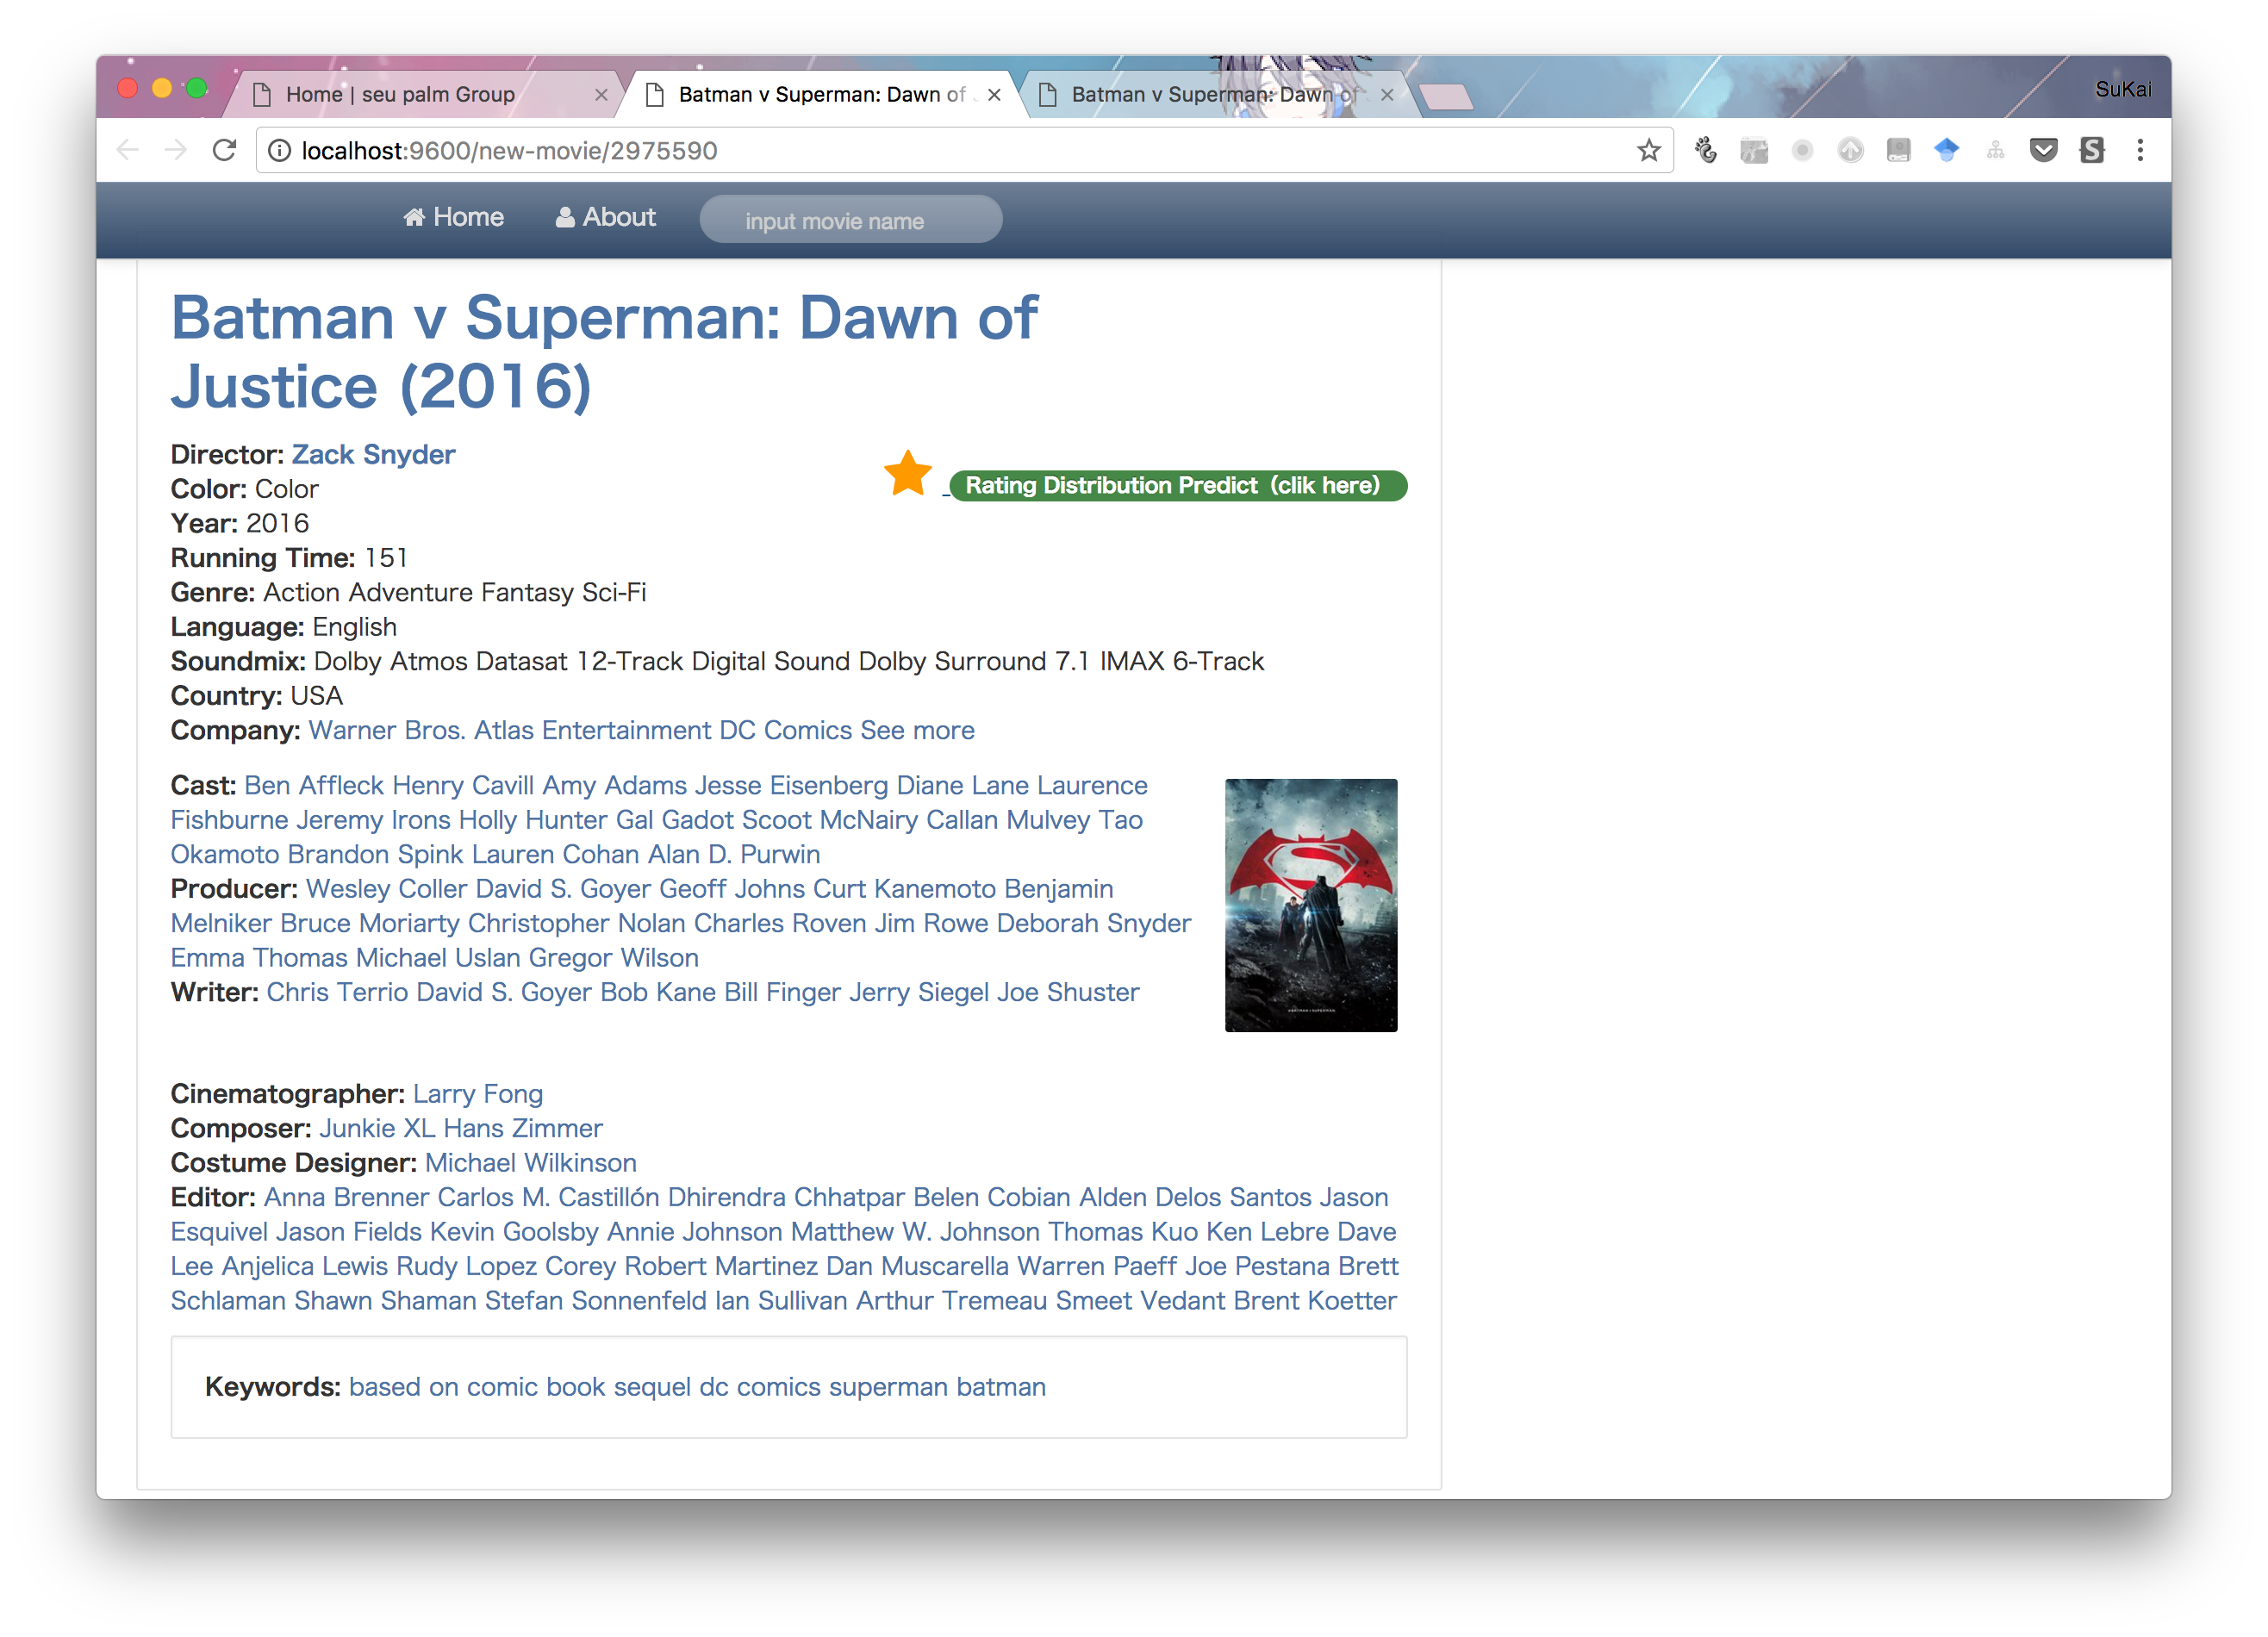 Home | seu palm Group
Batman v Superman: Dawn of
Batman v Superman: Dawn of
SuKai
localhost:9600/new-movie/2975590
Home
About
input movie name
Batman v Superman: Dawn of
Justice (2016)
Director: Zack Snyder
Rating Distribution Predict (clik here)
Color: Color
Year: 2016
Running Time: 151
Genre: Action Adventure Fantasy Sci-Fi
Language: English
Soundmix: Dolby Atmos Datasat 12-Track Digital Sound Dolby Surround 7.1 IMAX 6-Track
Country: USA
Company: Warner Bros. Atlas Entertainment DC Comics See more
Cast: Ben Affleck Henry Cavill Amy Adams Jesse Eisenberg Diane Lane Laurence
Fishburne Jeremy Irons Holly Hunter Gal Gadot Scoot McNairy Callan Mulvey Tao
Okamoto Brandon Spink Lauren Cohan Alan D. Purwin
Producer: Wesley Coller David S. Goyer Geoff Johns Curt Kanemoto Benjamin
Melniker Bruce Moriarty Christopher Nolan Charles Roven Jim Rowe Deborah Snyder
Emma Thomas Michael Uslan Gregor Wilson
Writer: Chris Terrio David S. Goyer Bob Kane Bill Finger Jerry Siegel Joe Shuster
Cinematographer: Larry Fong
Composer: Junkie XL Hans Zimmer
Costume Designer: Michael Wilkinson
Editor: Anna Brenner Carlos M. Castillón Dhirendra Chhatpar Belen Cobian Alden Delos Santos Jason
Esquivel Jason Fields Kevin Goolsby Annie Johnson Matthew W. Johnson Thomas Kuo Ken Lebre Dave
Lee Anjelica Lewis Rudy Lopez Corey Robert Martinez Dan Muscarella Warren Paeff Joe Pestana Brett
Schlaman Shawn Shaman Stefan Sonnenfeld Ian Sullivan Arthur Tremeau Smeet Vedant Brent Koetter
Keywords: based on comic book sequel dc comics superman batman